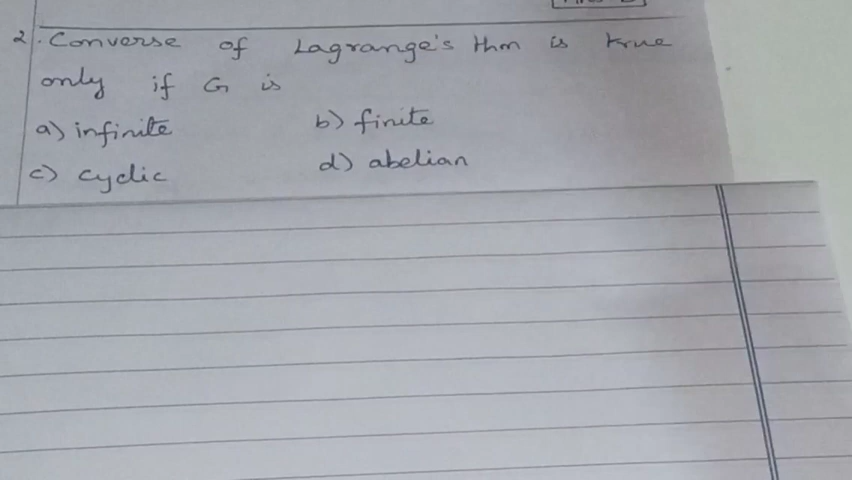 2. Converse of Lagrange's thm is true
only if G is
a) infinite b) finite
c) cyclic d) abelian